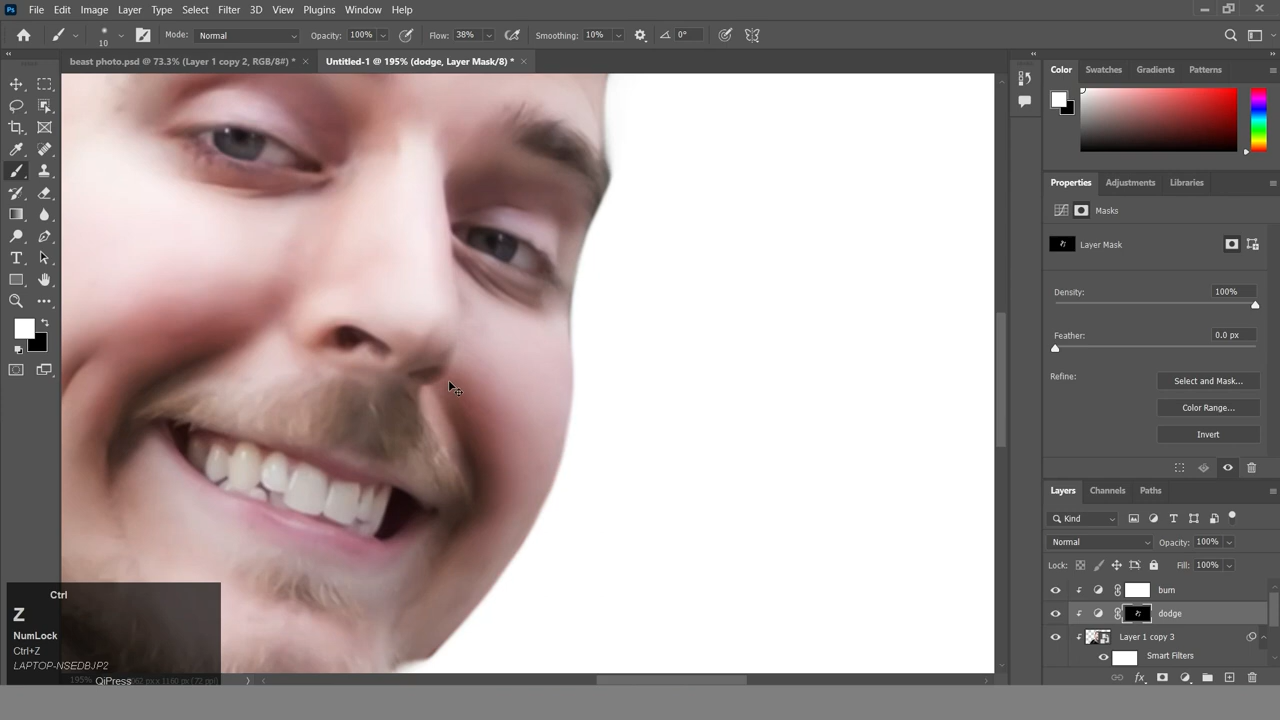 Ps File Edit Image Layer Type Select Filter 3D View Plugins Window Help
10 Mode: Normal Opacity: 100% Flow: 38% Smoothing: 10% 0°
beast photo.psd @ 73.3% (Layer 1 copy 2, RGB/8#) * × Untitled-1 @ 195% (dodge, Layer Mask/8) * ×
Color Swatches Gradients Patterns
Properties Adjustments Libraries
Masks
Layer Mask
Density: 100%
Feather: 0.0 px
Refine: Select and Mask...
Color Range...
Invert
Layers Channels Paths
Kind
Normal Opacity: 100%
Lock: Fill: 100%
burn
dodge
Layer 1 copy 3
Smart Filters
Ctrl
Z
NumLock
Ctrl+Z
LAPTOP-NSEDBJP2
QiPress
195%